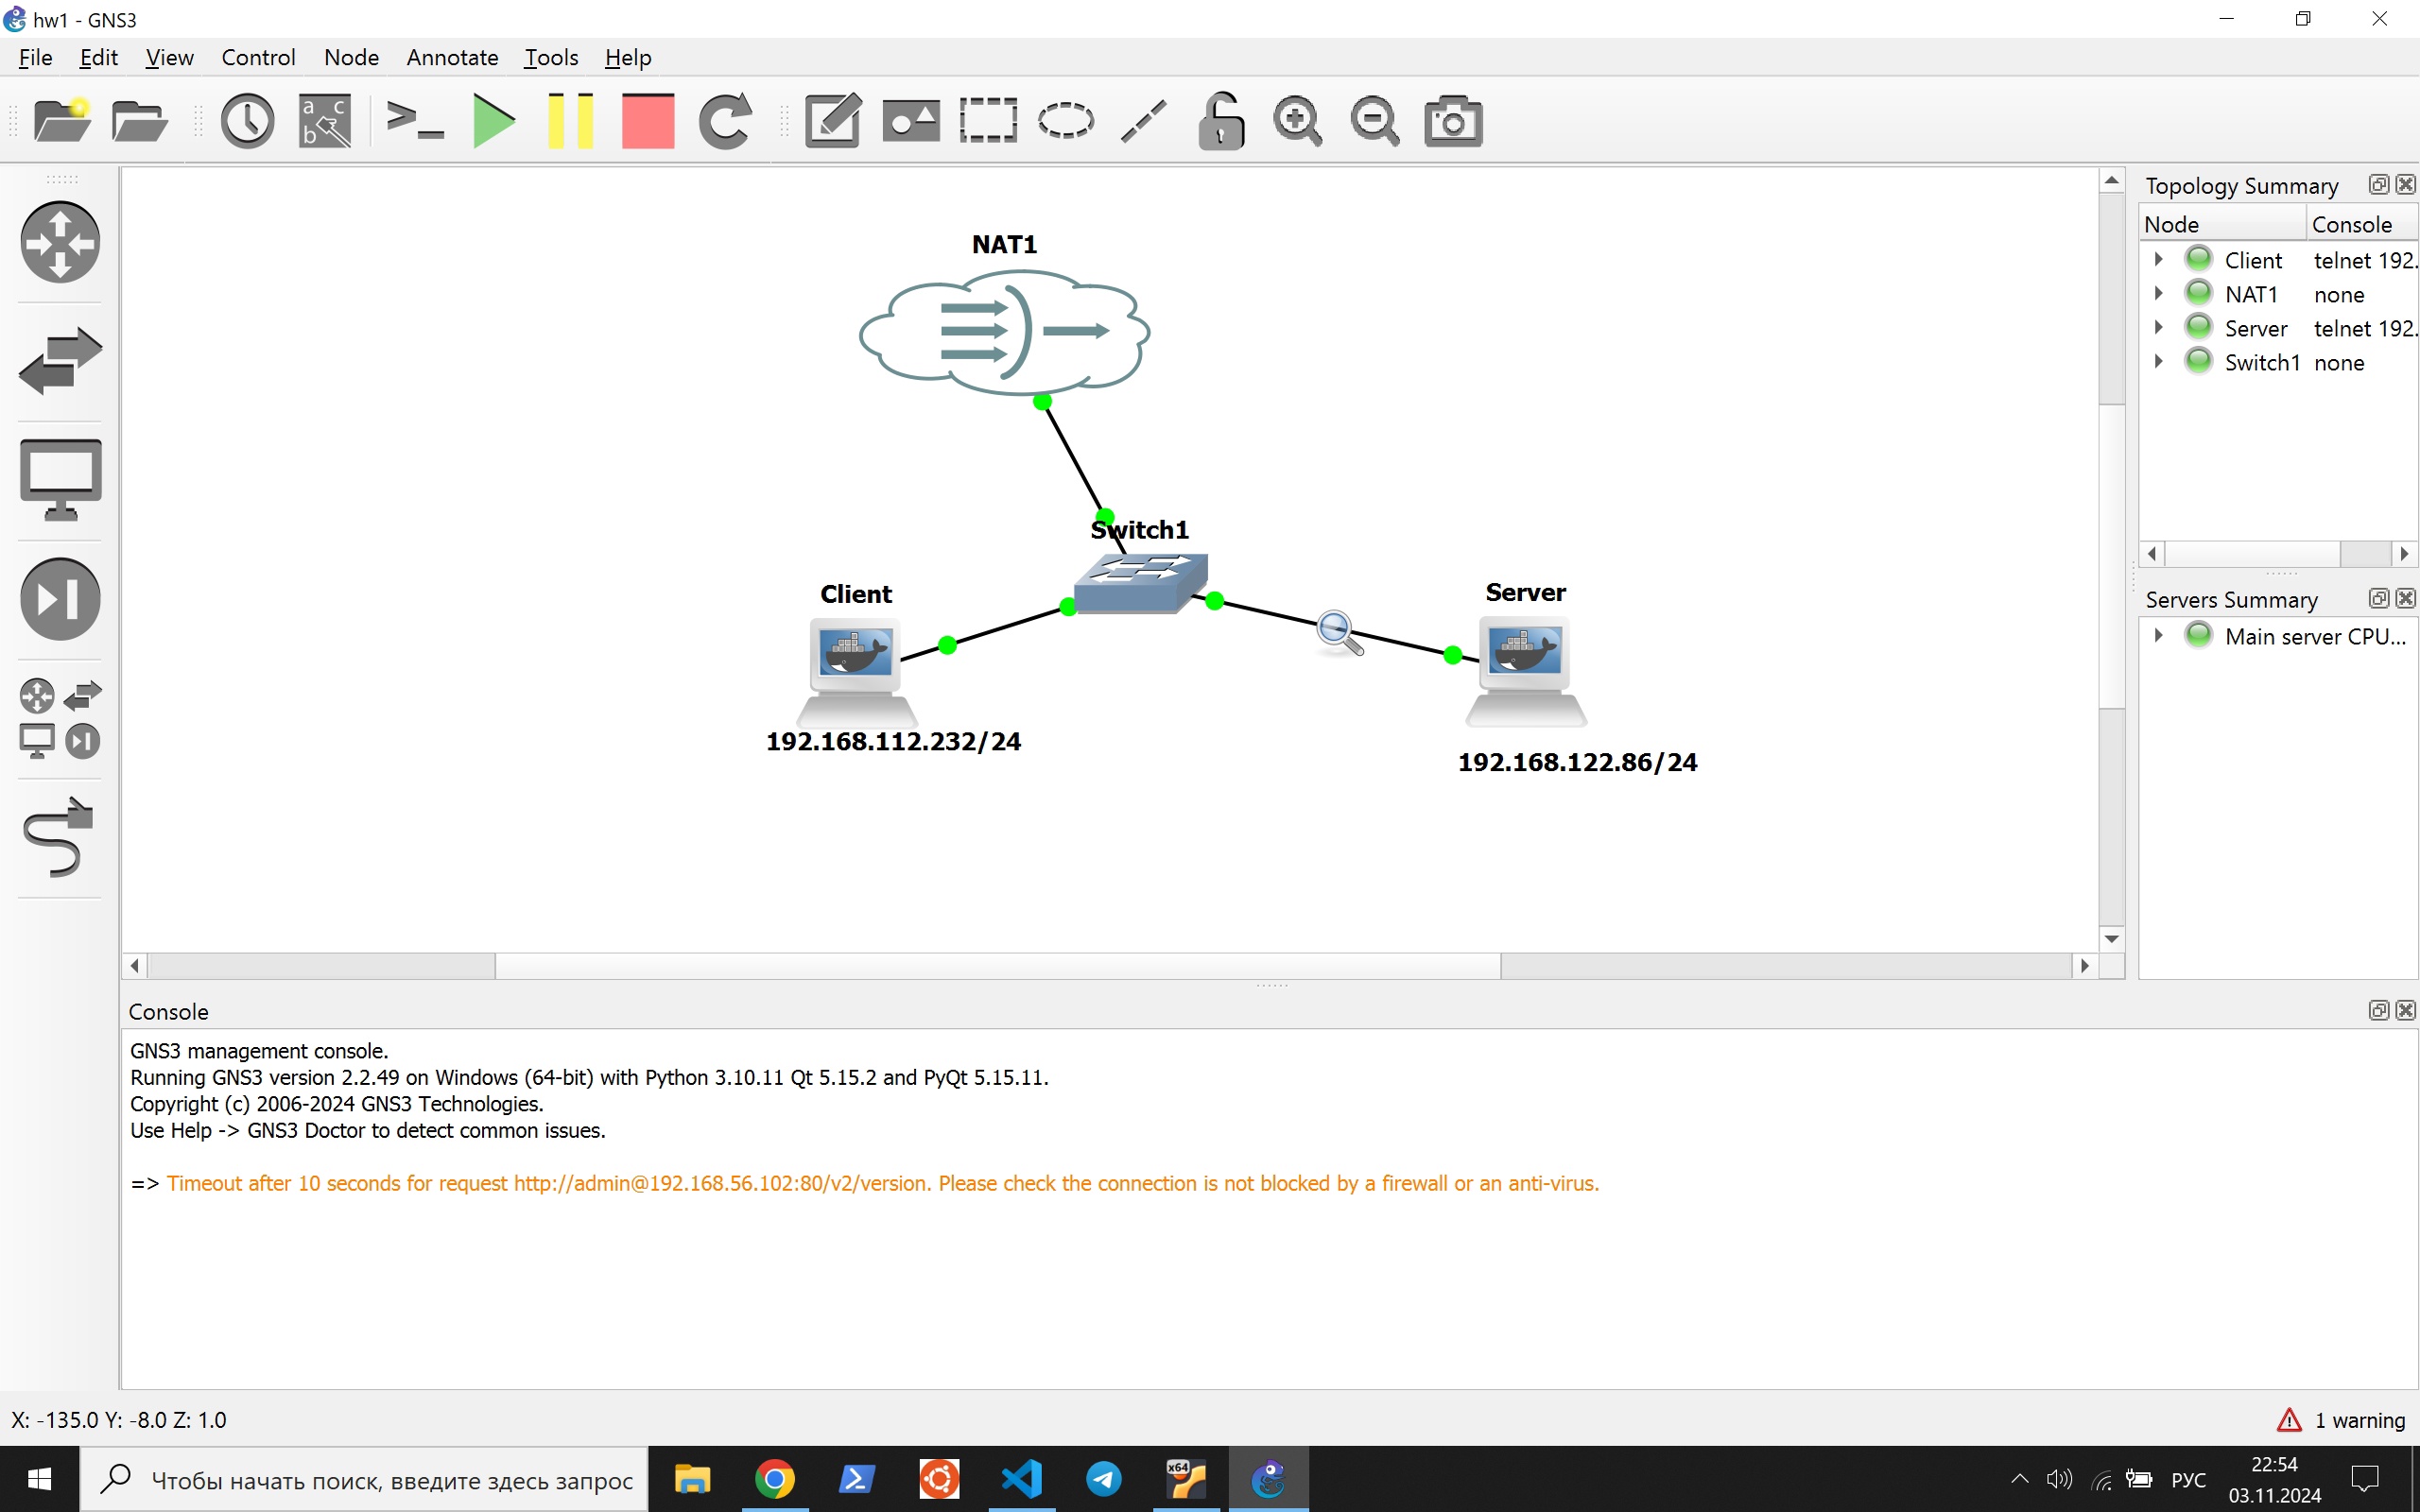 hw1 - GNS3
File Edit View Control Node Annotate Tools Help
a c
b
>_
Topology Summary
Node Console
Client telnet 192.
NAT1 none
Server telnet 192.
Switch1 none
NAT1
Switch1
Client
Server
192.168.112.232/24
192.168.122.86/24
Servers Summary
Main server CPU...
Console
GNS3 management console.
Running GNS3 version 2.2.49 on Windows (64-bit) with Python 3.10.11 Qt 5.15.2 and PyQt 5.15.11.
Copyright (c) 2006-2024 GNS3 Technologies.
Use Help -> GNS3 Doctor to detect common issues.
=> Timeout after 10 seconds for request http://admin@192.168.56.102:80/v2/version. Please check the connection is not blocked by a firewall or an anti-virus.
X: -135.0 Y: -8.0 Z: 1.0
1 warning
Чтобы начать поиск, введите здесь запрос
x64
РУС
22:54
03.11.2024